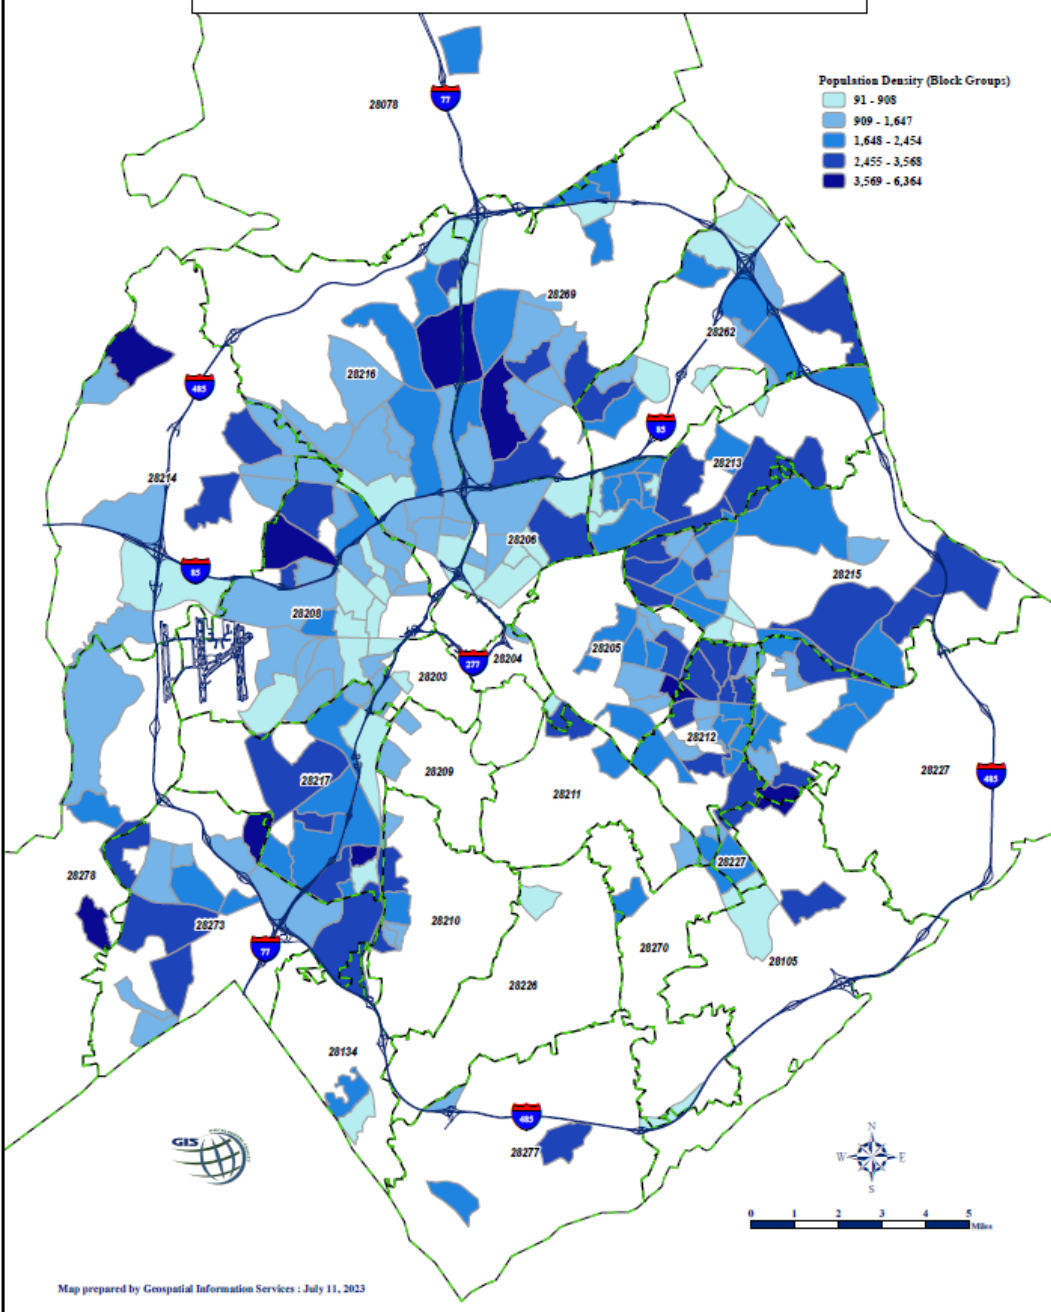 28078
77
Population Density (Block Groups)
91 - 908
909 - 1,647
1,648 - 2,454
2,455 - 3,568
3,569 - 6,364
28269
28262
28216
485
85
28213
28214
28206
85
28215
28208
28205
28204
277
28203
28212
28217
28209
28211
28227
485
28227
28278
28273
28210
77
28270
28105
28226
28134
GIS
485
28277
N
W
E
S
0 1 2 3 4 5
Miles
Map prepared by Geospatial Information Services : July 11, 2023